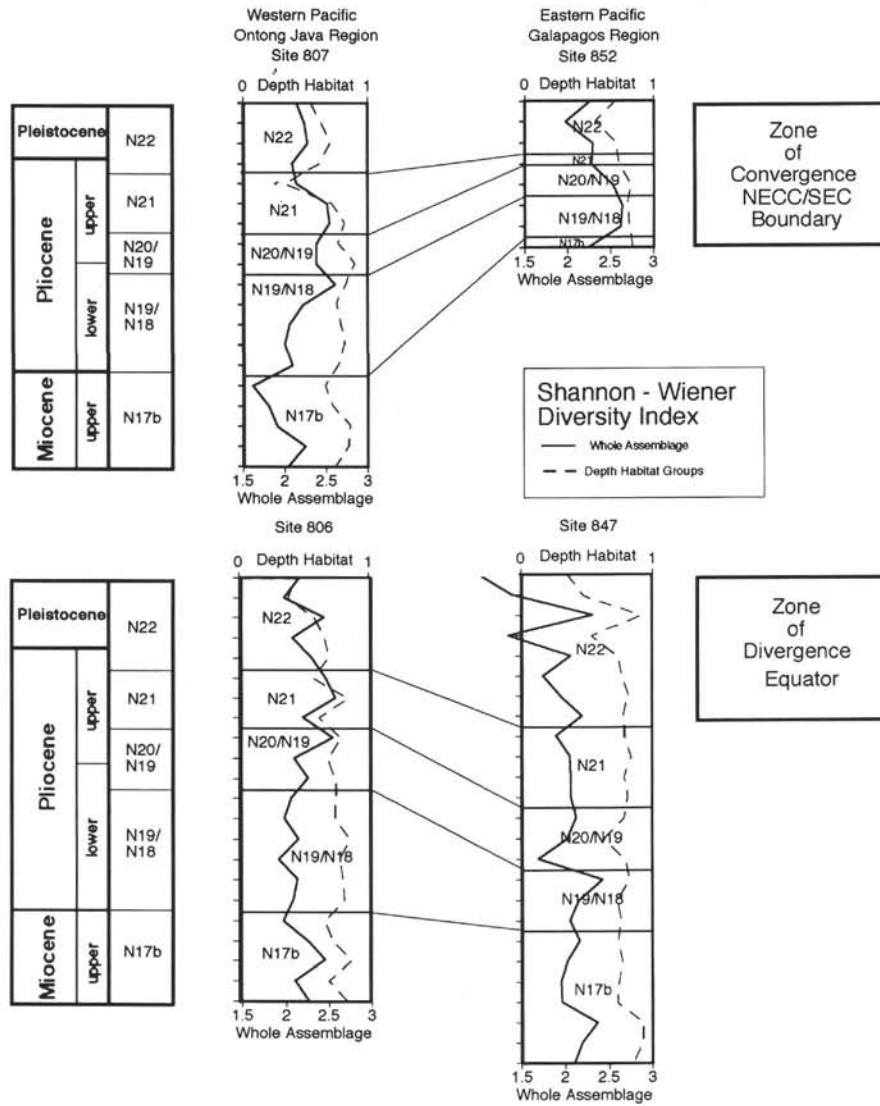 Western Pacific
Ontong Java Region
Site 807
0 Depth Habitat 1
Eastern Pacific
Galapagos Region
Site 852
0 Depth Habitat 1
Pleistocene
Pliocene
Miocene
upper
lower
upper
N22
N21
N20/
N19
N19/
N18
N17b
N22
N21
N20/N19
N19/N18
N17b
1.5 2 2.5 3
Whole Assemblage
N22
N21
N20/N19
N19/N18
N17b
1.5 2 2.5 3
Whole Assemblage
Zone
of
Convergence
NECC/SEC
Boundary
Shannon - Wiener
Diversity Index
Whole Assemblage
Depth Habitat Groups
Site 806
0 Depth Habitat 1
Site 847
0 Depth Habitat 1
Pleistocene
Pliocene
Miocene
upper
lower
upper
N22
N21
N20/
N19
N19/
N18
N17b
N22
N21
N20/N19
N19/N18
N17b
1.5 2 2.5 3
Whole Assemblage
N22
N21
N20/N19
N19/N18
N17b
1.5 2 2.5 3
Whole Assemblage
Zone
of
Divergence
Equator